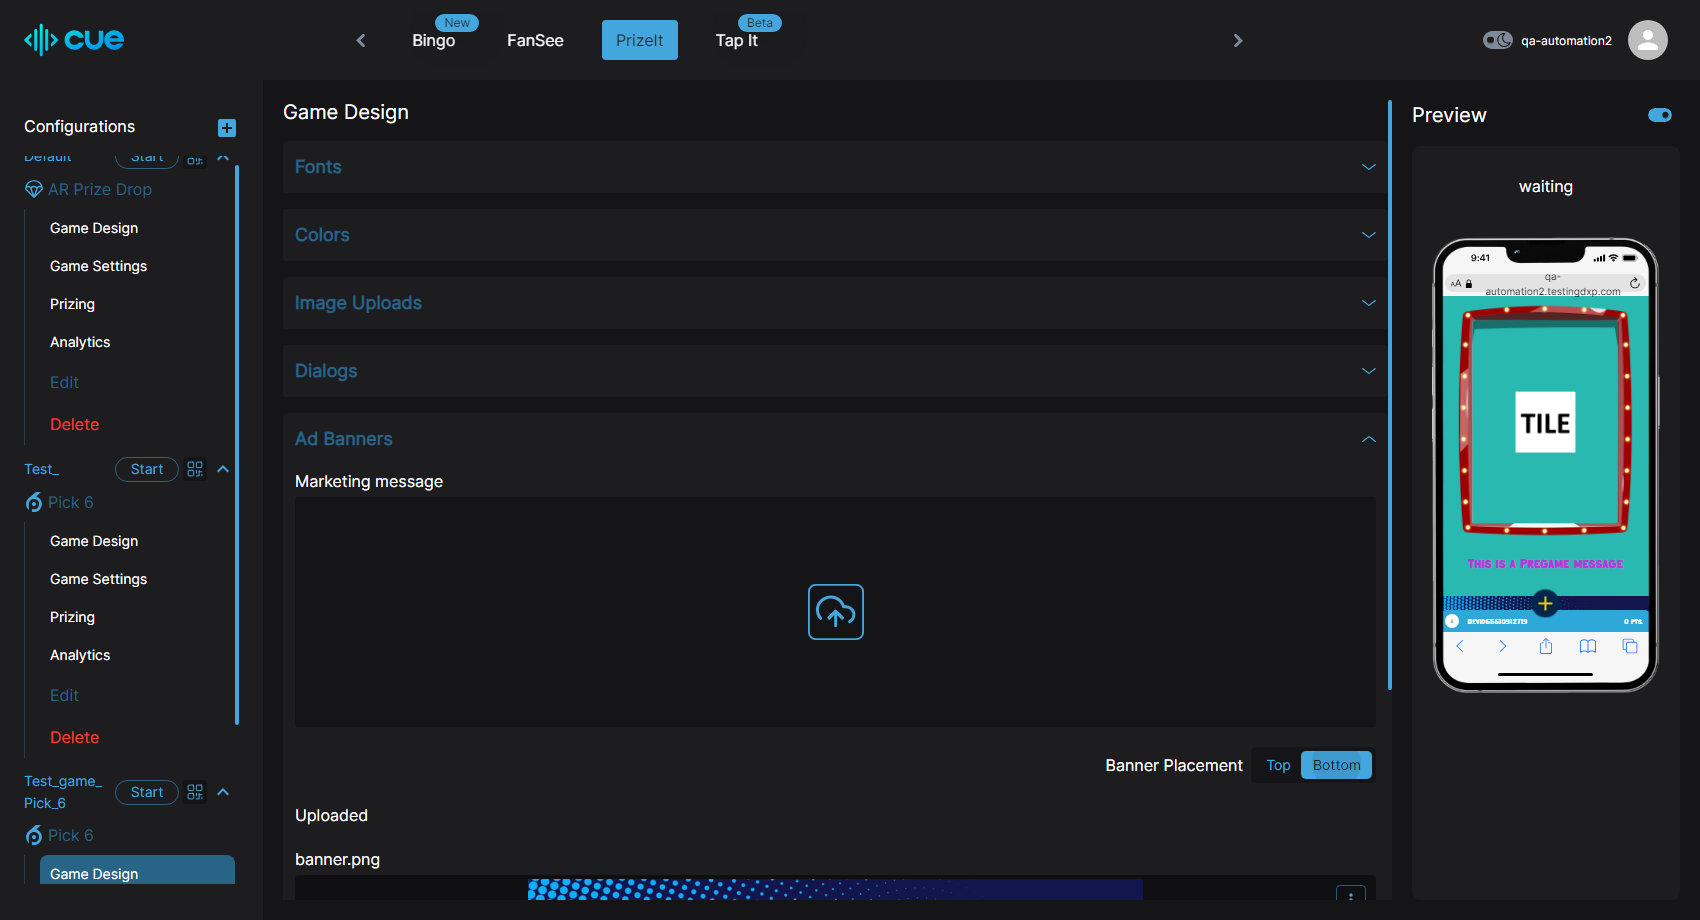 cue
New
Bingo
FanSee
PrizeIt
Beta
Tap It
qa-automation2
Configurations
Default
Start
AR Prize Drop
Game Design
Game Settings
Prizing
Analytics
Edit
Delete
Test_
Start
Pick 6
Game Design
Game Settings
Prizing
Analytics
Edit
Delete
Test_game_
Pick_6
Start
Pick 6
Game Design
Game Design
Fonts
Colors
Image Uploads
Dialogs
Ad Banners
Marketing message
Banner Placement
Top
Bottom
Uploaded
banner.png
Preview
waiting
9:41
AA
qa-
automation2.testingdxp.com
TILE
This is a Pregame message
0 PTS.